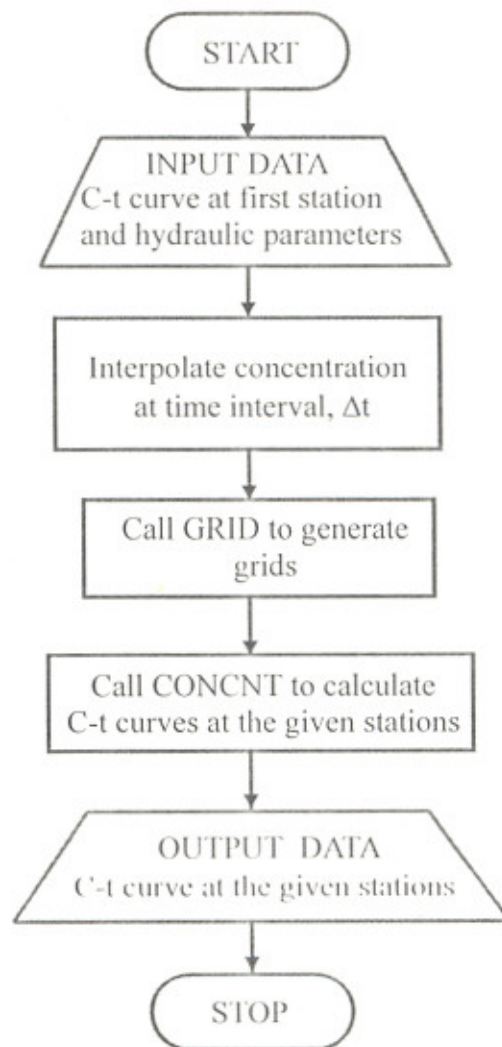 START
INPUT DATA
C-t curve at first station
and hydraulic parameters
Interpolate concentration
at time interval, Δt
Call GRID to generate
grids
Call CONCNT to calculate
C-t curves at the given stations
OUTPUT DATA
C-t curve at the given stations
STOP